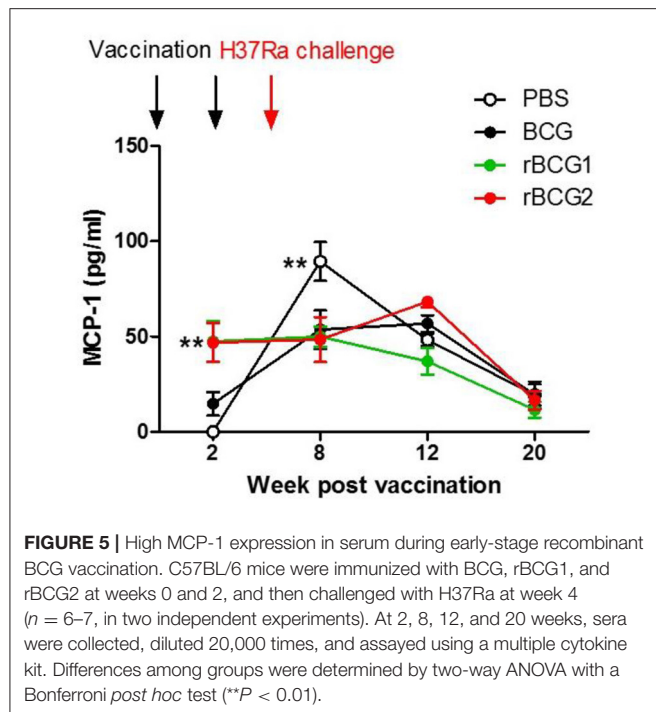 Vaccination H37Ra challenge
PBS
BCG
rBCG1
rBCG2
MCP-1 (pg/ml)
150
100
50
0
**
**
2 8 12 20
Week post vaccination
FIGURE 5 | High MCP-1 expression in serum during early-stage recombinant
BCG vaccination. C57BL/6 mice were immunized with BCG, rBCG1, and
rBCG2 at weeks 0 and 2, and then challenged with H37Ra at week 4
(n = 6–7, in two independent experiments). At 2, 8, 12, and 20 weeks, sera
were collected, diluted 20,000 times, and assayed using a multiple cytokine
kit. Differences among groups were determined by two-way ANOVA with a
Bonferroni post hoc test (**P < 0.01).